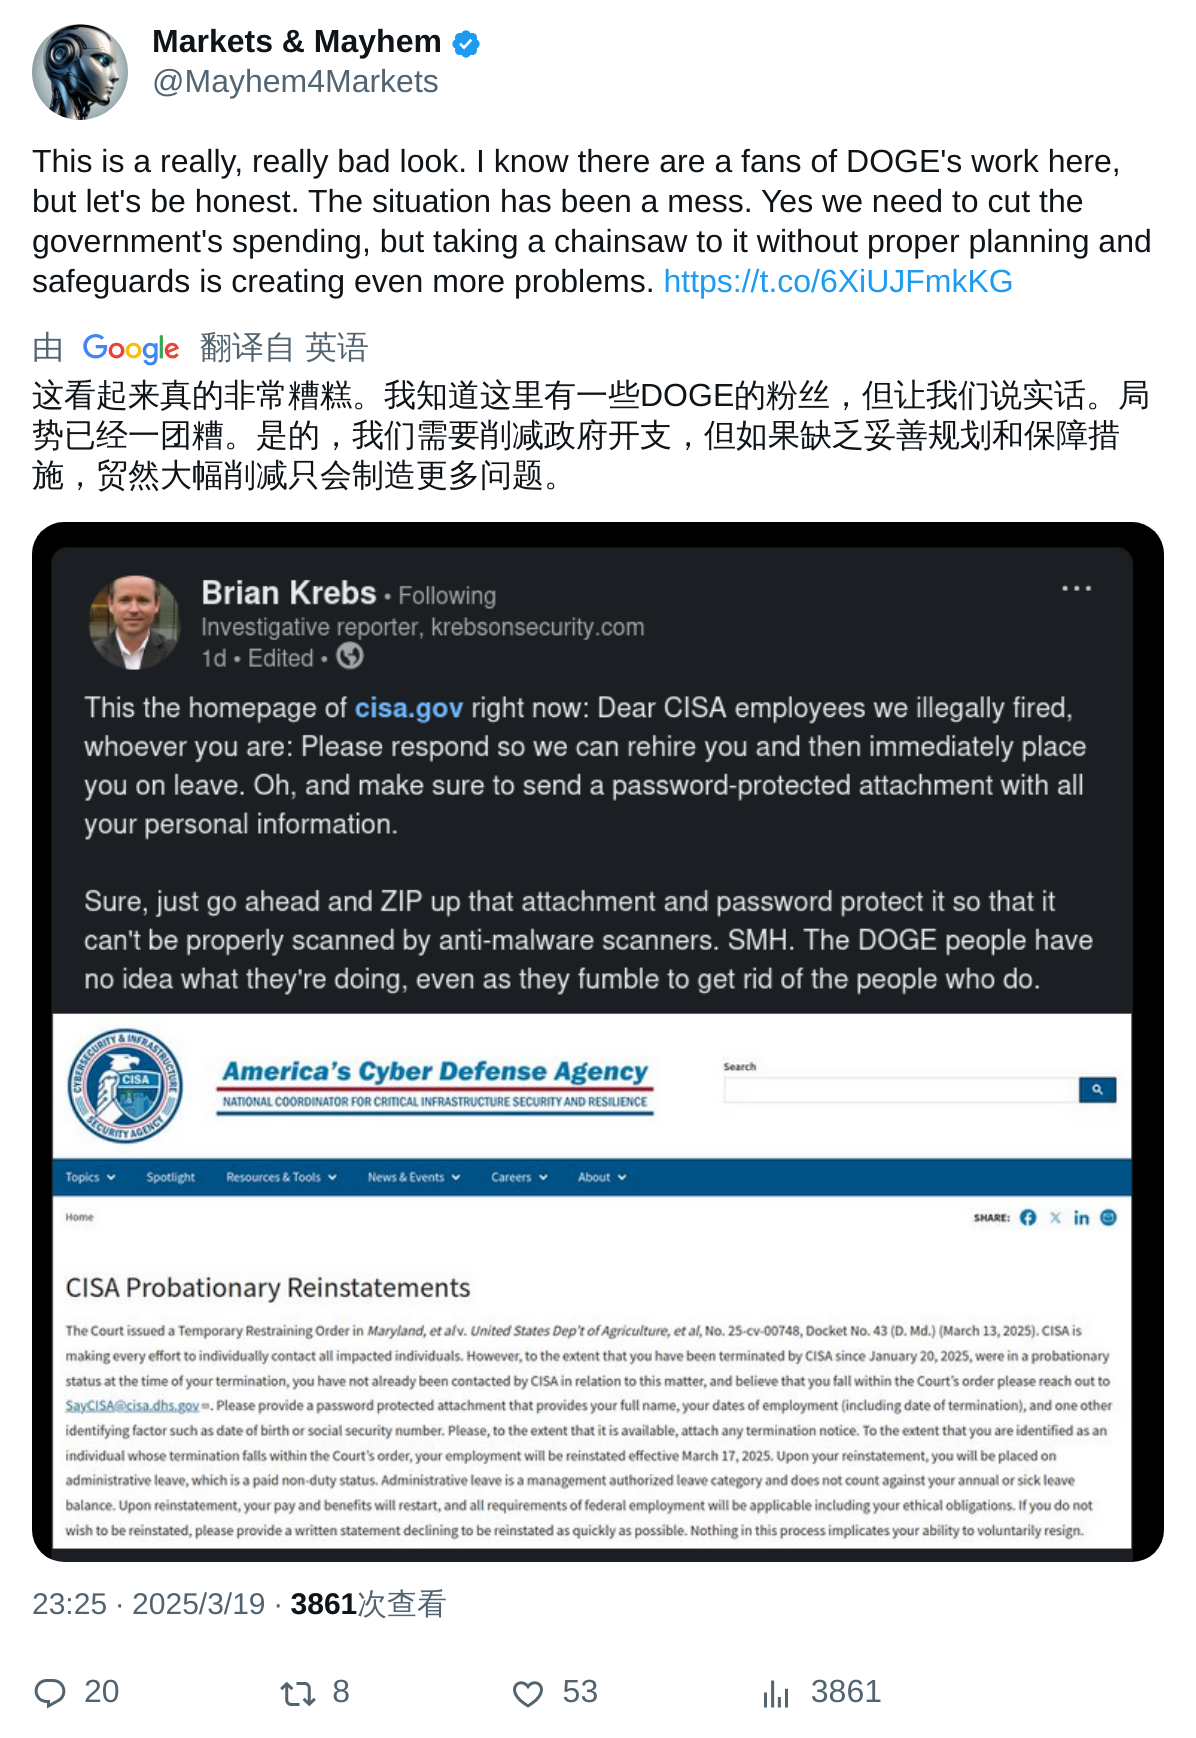 Markets & Mayhem
@Mayhem4Markets
This is a really, really bad look. I know there are a fans of DOGE's work here,
but let's be honest. The situation has been a mess. Yes we need to cut the
government's spending, but taking a chainsaw to it without proper planning and
safeguards is creating even more problems. https://t.co/6XiUJFmkKG
由 Google 翻译自 英语
这看起来真的非常糟糕。我知道这里有一些DOGE的粉丝，但让我们说实话。局
势已经一团糟。是的，我们需要削减政府开支，但如果缺乏妥善规划和保障措
施，贸然大幅削减只会制造更多问题。
Brian Krebs • Following
Investigative reporter, krebsonsecurity.com
1d • Edited •
This the homepage of cisa.gov right now: Dear CISA employees we illegally fired,
whoever you are: Please respond so we can rehire you and then immediately place
you on leave. Oh, and make sure to send a password-protected attachment with all
your personal information.
Sure, just go ahead and ZIP up that attachment and password protect it so that it
can't be properly scanned by anti-malware scanners. SMH. The DOGE people have
no idea what they're doing, even as they fumble to get rid of the people who do.
CYBERSECURITY & INFRASTRUCTURE
CISA
SECURITY AGENCY
America's Cyber Defense Agency
NATIONAL COORDINATOR FOR CRITICAL INFRASTRUCTURE SECURITY AND RESILIENCE
Search
Topics Spotlight Resources & Tools News & Events Careers About
Home
SHARE:
CISA Probationary Reinstatements
The Court issued a Temporary Restraining Order in Maryland, et al v. United States Dep't of Agriculture, et al, No. 25-cv-00748, Docket No. 43 (D. Md.) (March 13, 2025). CISA is
making every effort to individually contact all impacted individuals. However, to the extent that you have been terminated by CISA since January 20, 2025, were in a probationary
status at the time of your termination, you have not already been contacted by CISA in relation to this matter, and believe that you fall within the Court's order please reach out to
SayCISA@cisa.dhs.gov. Please provide a password protected attachment that provides your full name, your dates of employment (including date of termination), and one other
identifying factor such as date of birth or social security number. Please, to the extent that it is available, attach any termination notice. To the extent that you are identified as an
individual whose termination falls within the Court's order, your employment will be reinstated effective March 17, 2025. Upon your reinstatement, you will be placed on
administrative leave, which is a paid non-duty status. Administrative leave is a management authorized leave category and does not count against your annual or sick leave
balance. Upon reinstatement, your pay and benefits will restart, and all requirements of federal employment will be applicable including your ethical obligations. If you do not
wish to be reinstated, please provide a written statement declining to be reinstated as quickly as possible. Nothing in this process implicates your ability to voluntarily resign.
23:25 · 2025/3/19 · 3861次查看
20 8 53 3861